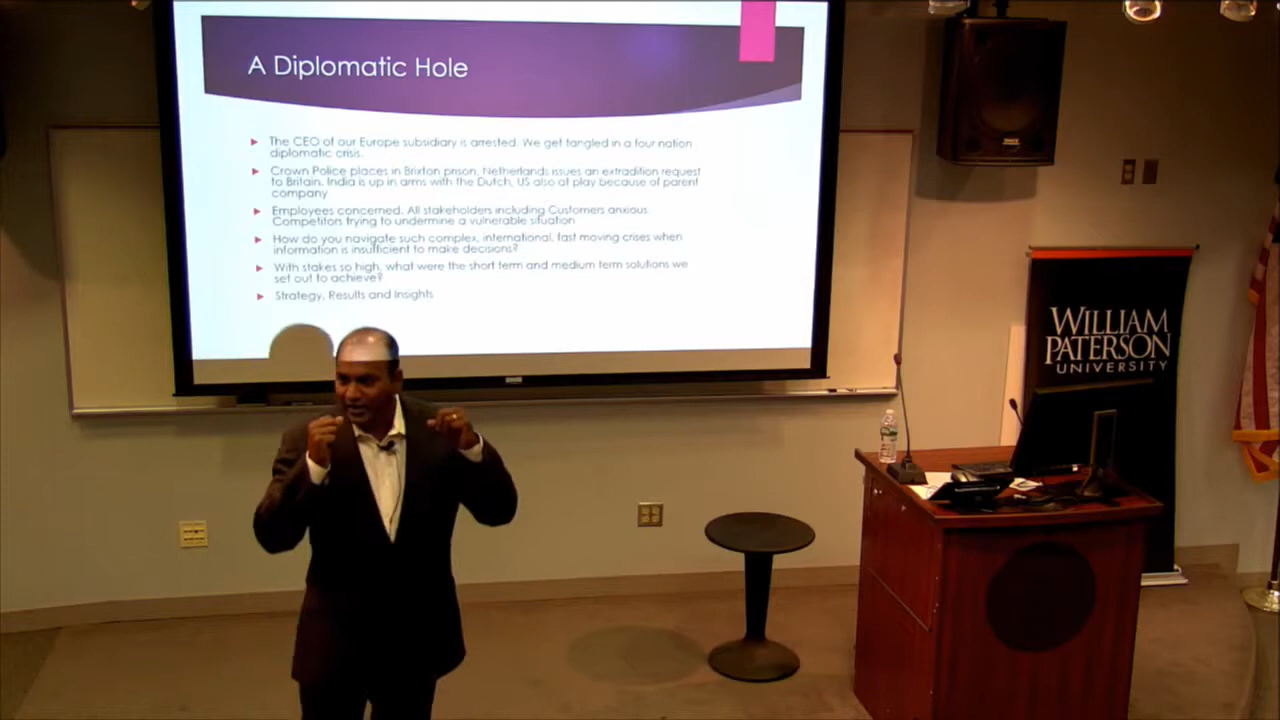 A Diplomatic Hole
The CEO of our Europe subsidiary is arrested. We get tangled in a four nation
diplomatic crisis.
Crown Police places in Brixton prison, Netherlands issues an extradition request
to Britain. India is up in arms with the Dutch, US also at play because of parent
company
Employees concerned. All stakeholders including Customers anxious.
Competitors trying to undermine a vulnerable situation
How do you navigate such complex, international, fast moving crises when
information is insufficient to make decisions?
With stakes so high, what were the short term and medium term solutions we
set out to achieve?
Strategy, Results and Insights
WILLIAM
PATERSON
UNIVERSITY